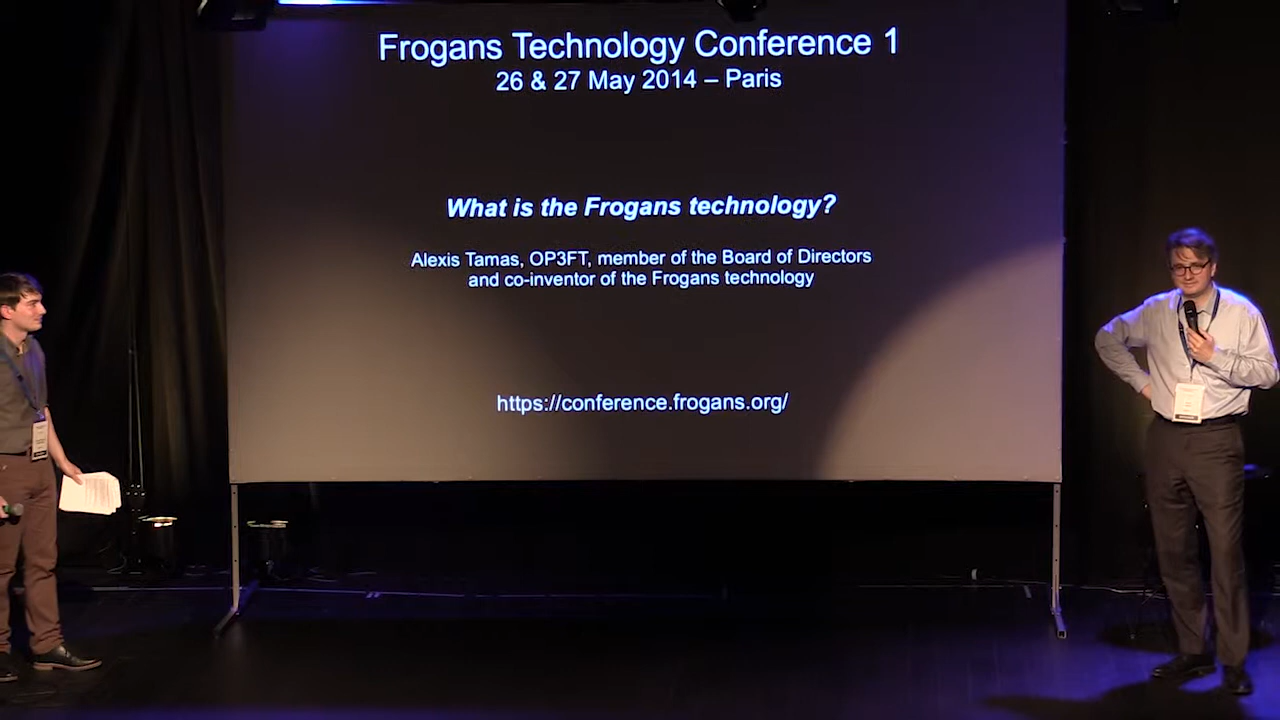 Frogans Technology Conference 1
26 & 27 May 2014 – Paris
What is the Frogans technology?
Alexis Tamas, OP3FT, member of the Board of Directors
and co-inventor of the Frogans technology
https://conference.frogans.org/